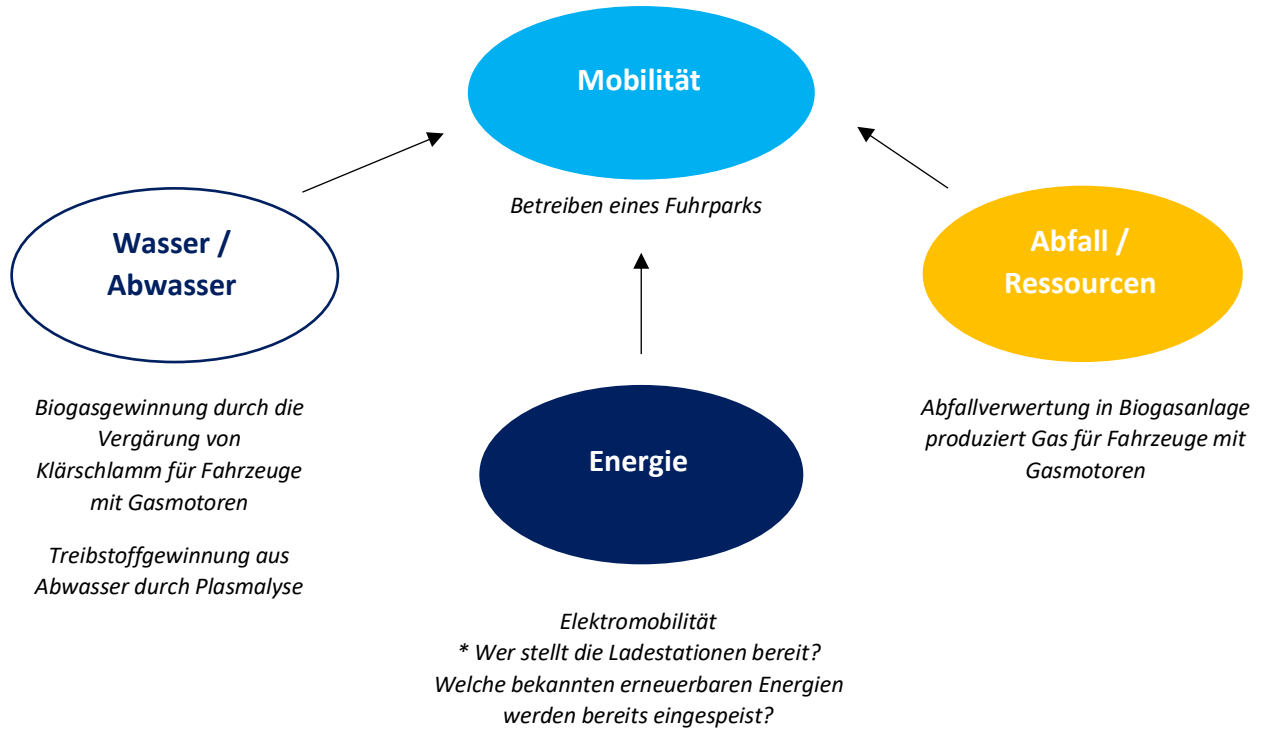 Mobilität
Betreiben eines Fuhrparks
Wasser /
Abwasser
Biogasgewinnung durch die
Vergärung von
Klärschlamm für Fahrzeuge
mit Gasmotoren
Treibstoffgewinnung aus
Abwasser durch Plasmalyse
Energie
Elektromobilität
* Wer stellt die Ladestationen bereit?
Welche bekannten erneuerbaren Energien
werden bereits eingespeist?
Abfall /
Ressourcen
Abfallverwertung in Biogasanlage
produziert Gas für Fahrzeuge mit
Gasmotoren